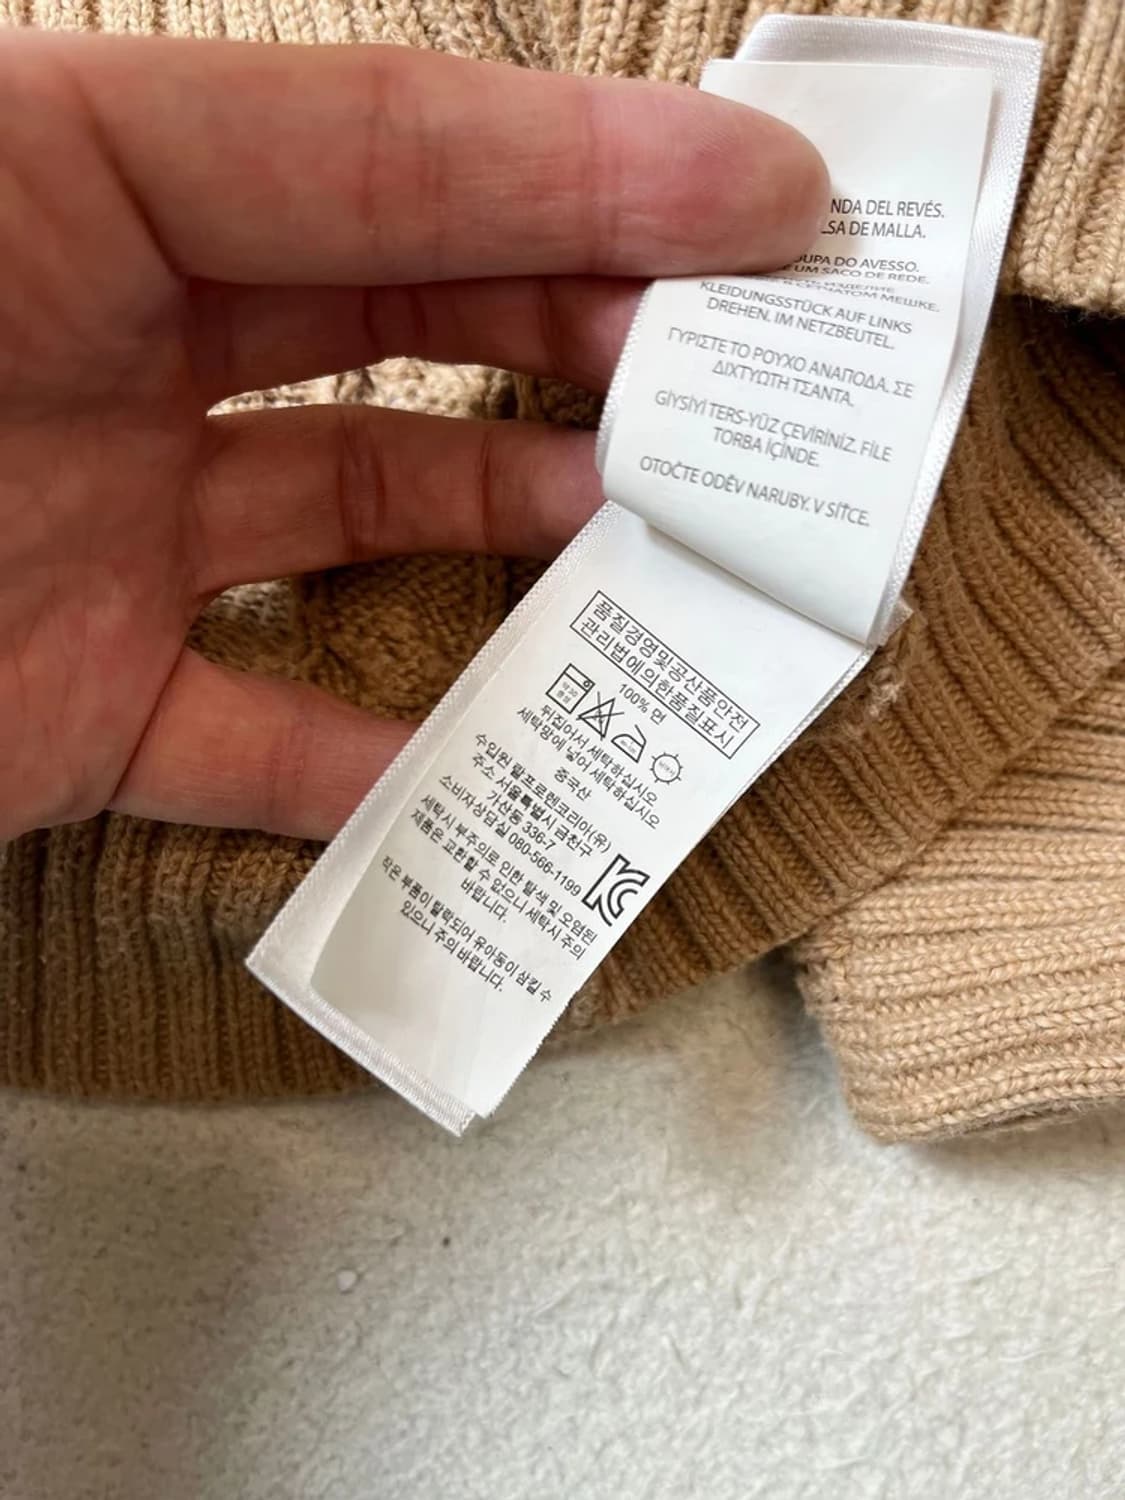 NDA DEL REVÉS.
LSA DE MALLA.
OUPA DO AVESSO.
E UM SACO DE REDE.
ИЗДЕЛИЕ
В СЕТЧАТОМ МЕШКЕ.
KLEIDUNGSSTÜCK AUF LINKS
DREHEN. IM NETZBEUTEL.
ΓΥΡΙΣΤΕ ΤΟ ΡΟΥΧΟ ΑΝΑΠΟΔΑ. ΣΕ
ΔΙΧΤΥΩΤΗ ΤΣΑΝΤΑ.
GİYSİYİ TERS-YÜZ ÇEVİRİNİZ. FİLE
TORBA İÇİNDE.
OTOČTE ODĚV NARUBY. V SÍŤCE.
품질경영및공산품안전
관리법에의한품질표시
100% 면
뒤집어서 세탁하십시오
세탁망에 넣어 세탁하십시오
중국산
수입원 랄프로렌코리아(유)
주소 서울특별시 금천구
가산동 336-7
소비자상담실 080-566-1199
세탁시 부주의로 인한 탈색 및 오염된
제품은 교환할 수 없으니 세탁시 주의
바랍니다.
작은 부품이 탈락되어 유아동이 삼킬 수
있으니 주의 바랍니다.